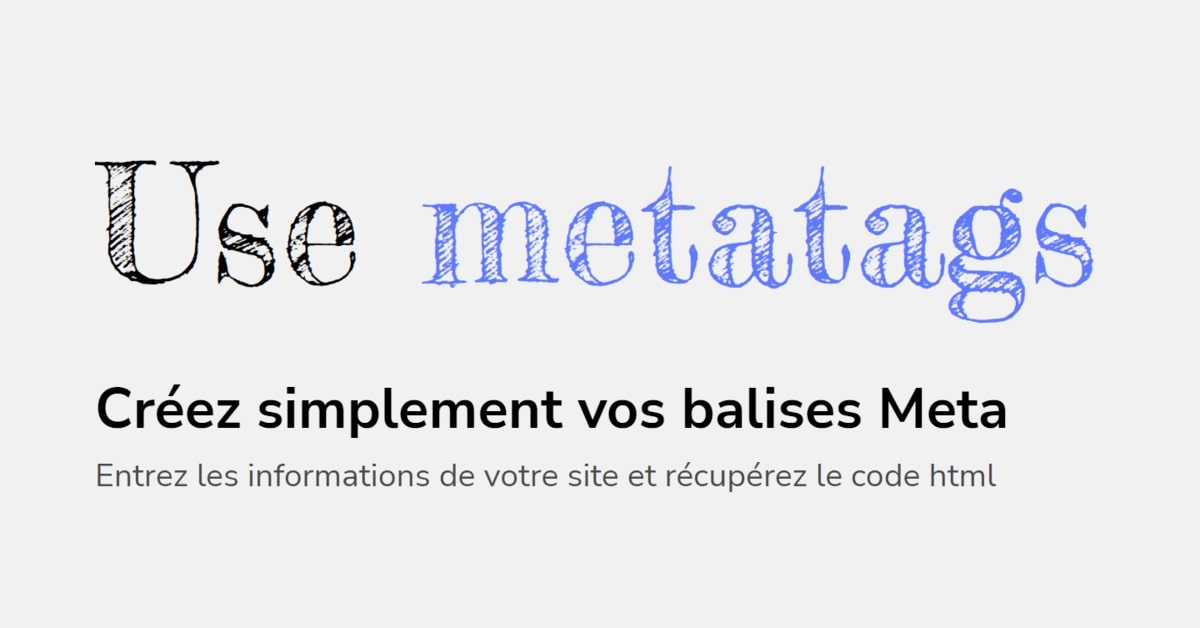 Use metatags
Créez simplement vos balises Meta
Entrez les informations de votre site et récupérez le code html